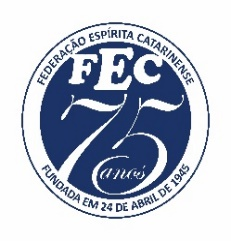 FEDERAÇÃO ESPÍRITA CATARINENSE
FEC
75
anos
FUNDADA EM 24 DE ABRIL DE 1945